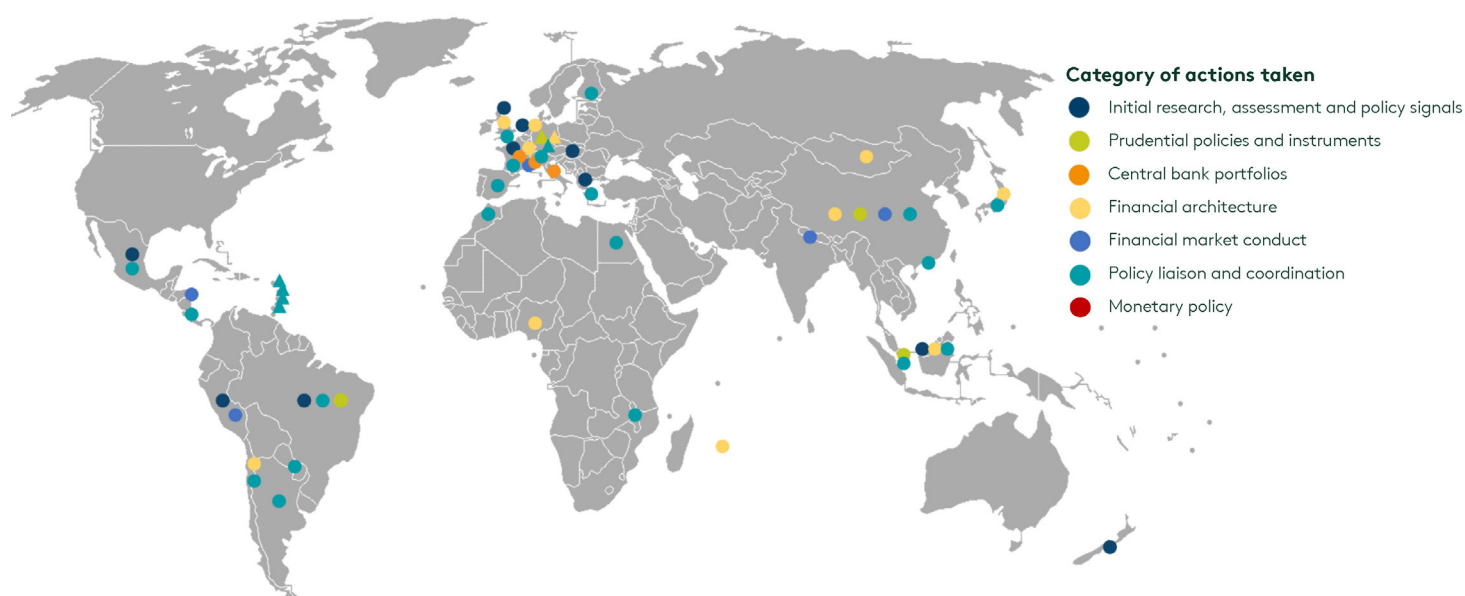 Category of actions taken
Initial research, assessment and policy signals
Prudential policies and instruments
Central bank portfolios
Financial architecture
Financial market conduct
Policy liaison and coordination
Monetary policy